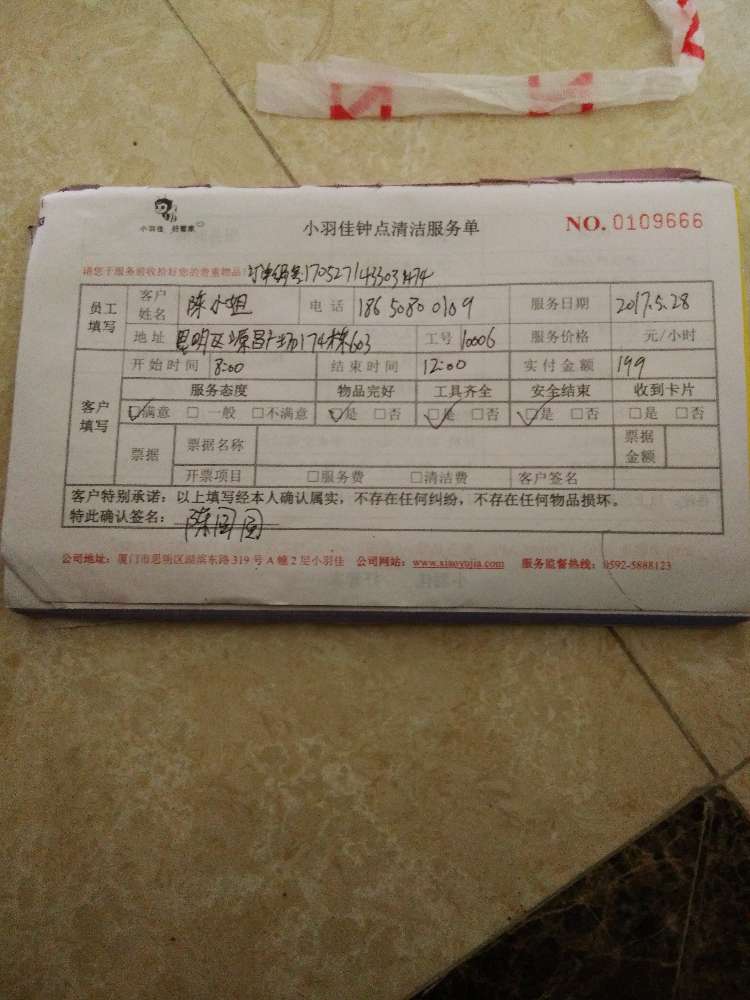 小羽佳 好管家
小羽佳钟点清洁服务单
NO. 0109666
请您于服务前收拾好您的贵重物品!
订单编号170527143303474
员工填写 客户姓名 陈小姐 电话 186 5080 0109 服务日期 2017.5.28
地址 思明区源昌广场174栋603 工号 10006 服务价格 元/小时
客户填写 开始时间 8:00 结束时间 12:00 实付金额 199
服务态度 物品完好 工具齐全 安全结束 收到卡片
☑满意 □一般 □不满意 ☑是 □否 ☑是 □否 ☑是 □否 □是 □否
票据 票据名称 票据金额
开票项目 □服务费 □清洁费 客户签名
客户特别承诺：以上填写经本人确认属实，不存在任何纠纷，不存在任何物品损坏。
特此确认签名：
公司地址：厦门市思明区湖滨东路319号A幢2层小羽佳 公司网站：www.xiaoyujia.com 服务监督热线：0592-5888123